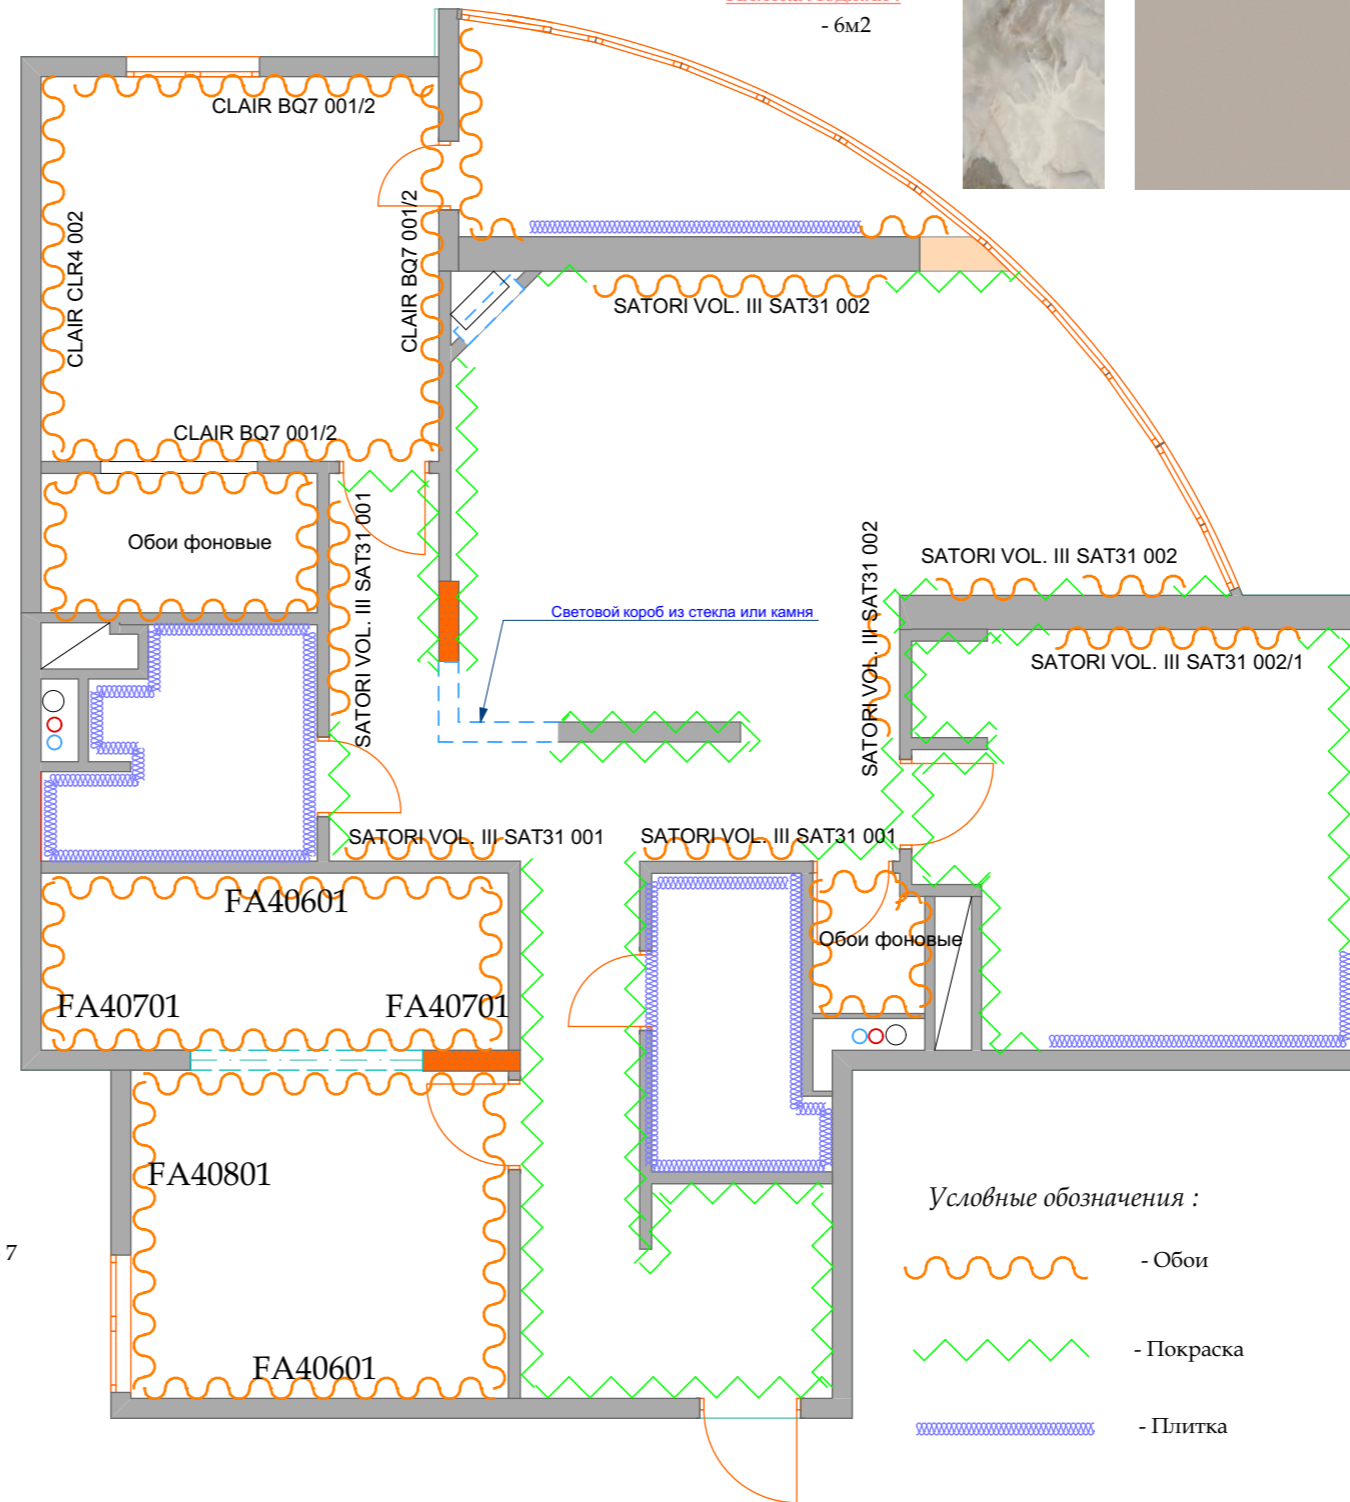 - 6м2
CLAIR BQ7 001/2
CLAIR CLR4 002
CLAIR BQ7 001/2
SATORI VOL. III SAT31 002
CLAIR BQ7 001/2
SATORI VOL. III SAT31 001
Обои фоновые
SATORI VOL. III SAT31 002
SATORI VOL. III SAT31 002
Световой короб из стекла или камня
SATORI VOL. III SAT31 002/1
SATORI VOL. III SAT31 001
SATORI VOL. III SAT31 001
FA40601
Обои фоновые
FA40701
FA40701
FA40801
Условные обозначения :
7
- Обои
- Покраска
FA40601
- Плитка